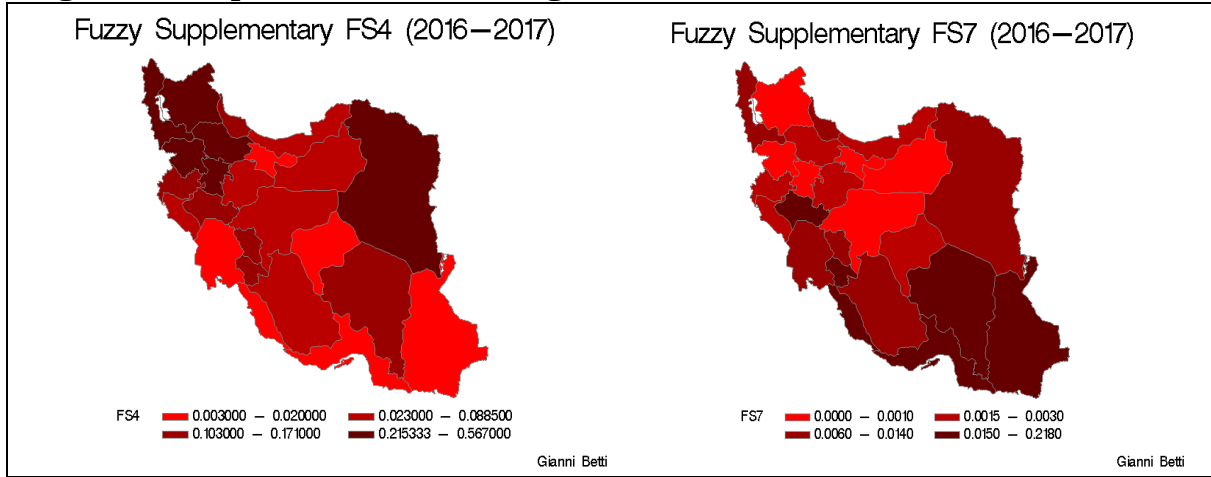 Fuzzy Supplementary FS4 (2016–2017)
FS4 0.003000 – 0.020000 0.023000 – 0.088500
0.103000 – 0.171000 0.215333 – 0.567000
Gianni Betti
Fuzzy Supplementary FS7 (2016–2017)
FS7 0.0000 – 0.0010 0.0015 – 0.0030
0.0060 – 0.0140 0.0150 – 0.2180
Gianni Betti